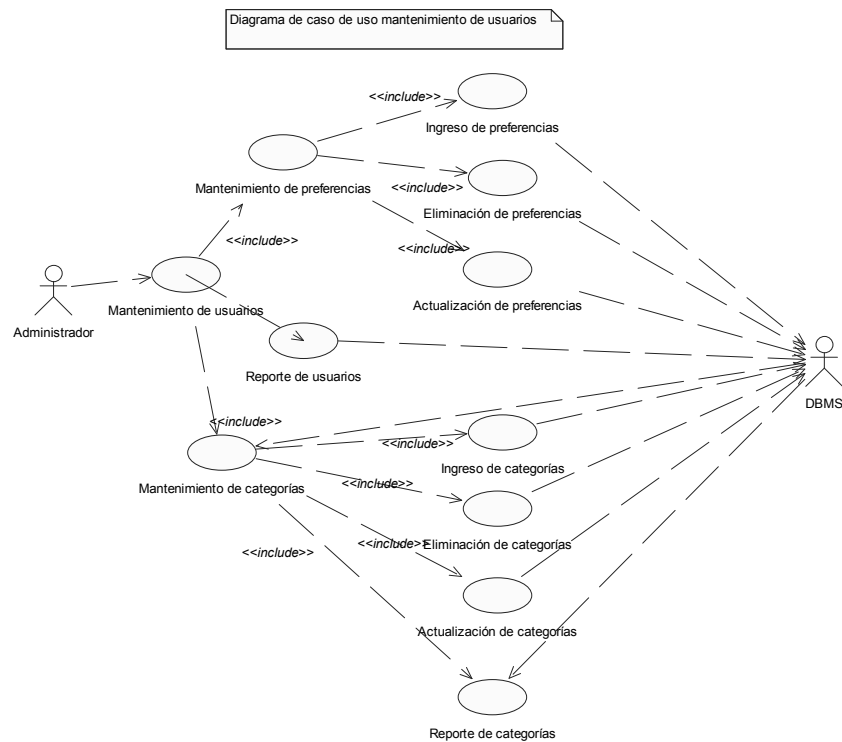 Diagrama de caso de uso mantenimiento de usuarios
<<include>>
Ingreso de preferencias
Mantenimiento de preferencias
<<include>>
Eliminación de preferencias
<<include>>
<<include>>
Actualización de preferencias
Mantenimiento de usuarios
Administrador
Reporte de usuarios
DBMS
<<include>>
<<include>>
Ingreso de categorías
Mantenimiento de categorías
<<include>>
Eliminación de categorías
<<include>>
<<include>>
Actualización de categorías
Reporte de categorías